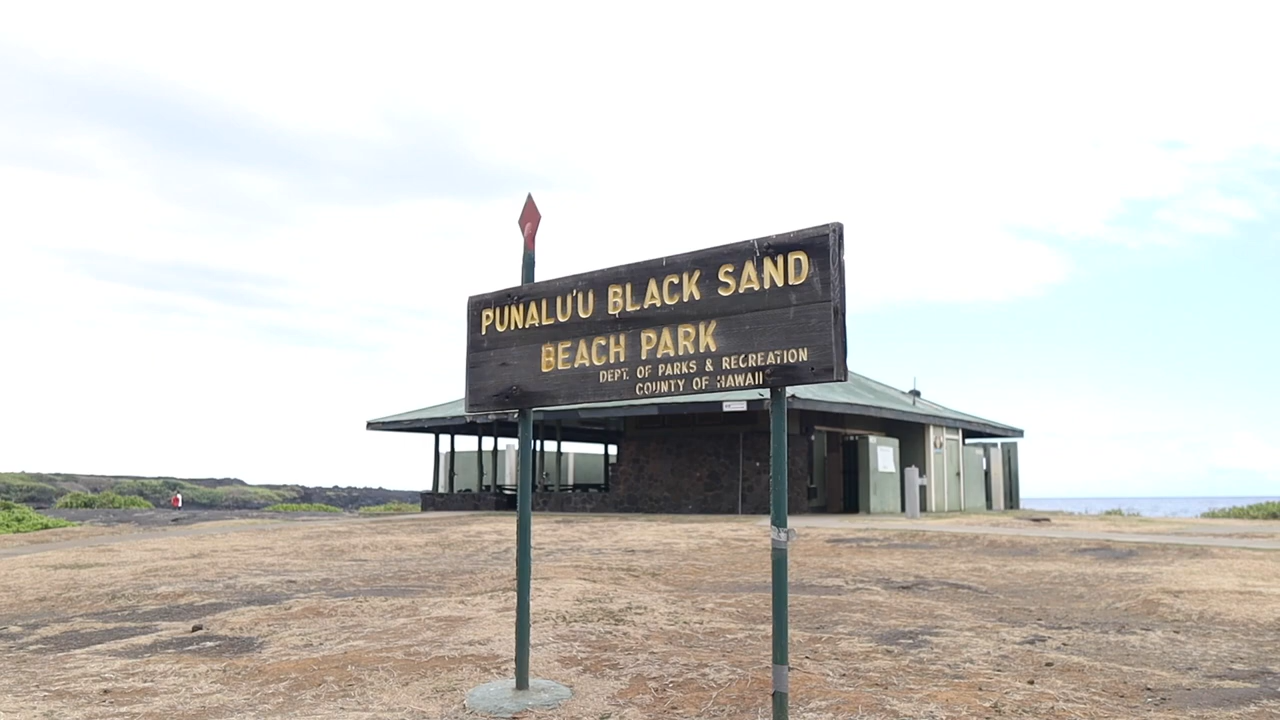 PUNALU'U BLACK SAND
BEACH PARK
DEPT. OF PARKS & RECREATION
COUNTY OF HAWAII